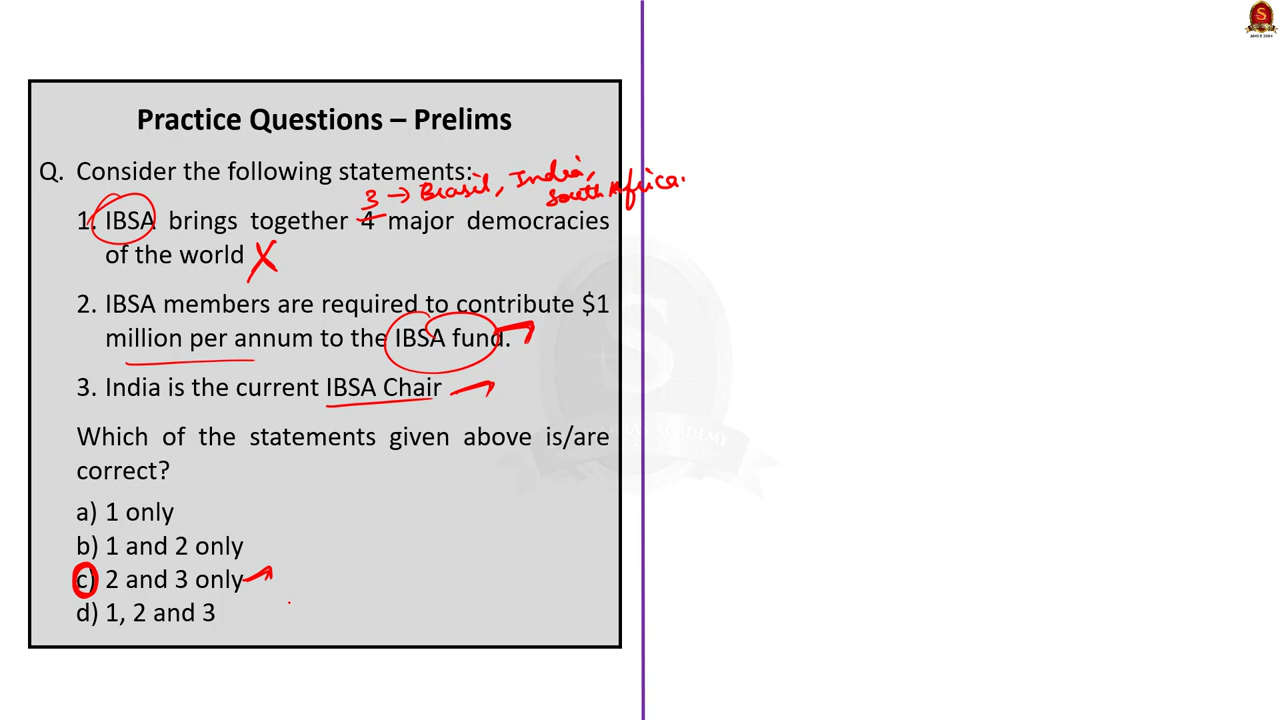 Practice Questions – Prelims
Q. Consider the following statements:
3 → Brasil, India,
South Africa.
1. IBSA brings together 4 major democracies
of the world X
2. IBSA members are required to contribute $1
million per annum to the IBSA fund.
3. India is the current IBSA Chair
Which of the statements given above is/are
correct?
a) 1 only
b) 1 and 2 only
c) 2 and 3 only
d) 1, 2 and 3
S
SINCE 2004